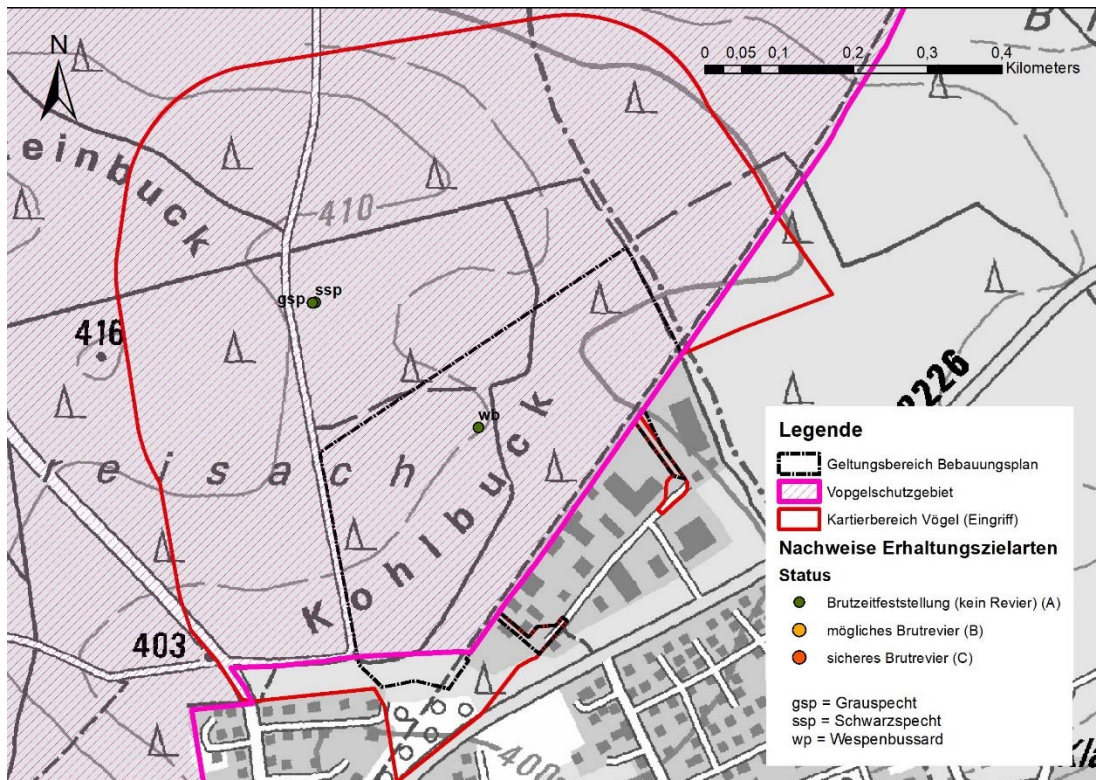 N
0 0,05 0,1 0,2 0,3 0,4
Kilometers
B
einbuck
410
gsp ssp
416
wb
2226
reisach
Kohlbuck
403
400
Kla
Legende
Geltungsbereich Bebauungsplan
Vopgelschutzgebiet
Kartierbereich Vögel (Eingriff)
Nachweise Erhaltungszielarten
Status
Brutzeitfeststellung (kein Revier) (A)
mögliches Brutrevier (B)
sicheres Brutrevier (C)
gsp = Grauspecht
ssp = Schwarzspecht
wp = Wespenbussard